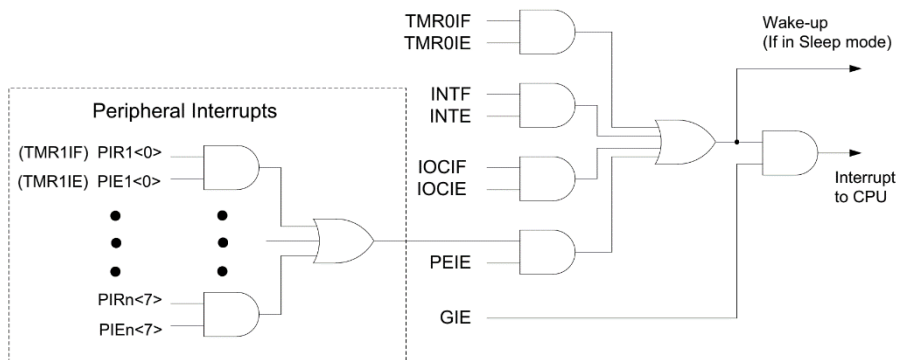 TMR0IF
TMR0IE
Wake-up
(If in Sleep mode)
INTF
INTE
Peripheral Interrupts
(TMR1IF) PIR1<0>
(TMR1IE) PIE1<0>
IOCIF
IOCIE
Interrupt
to CPU
PEIE
PIRn<7>
PIEn<7>
GIE